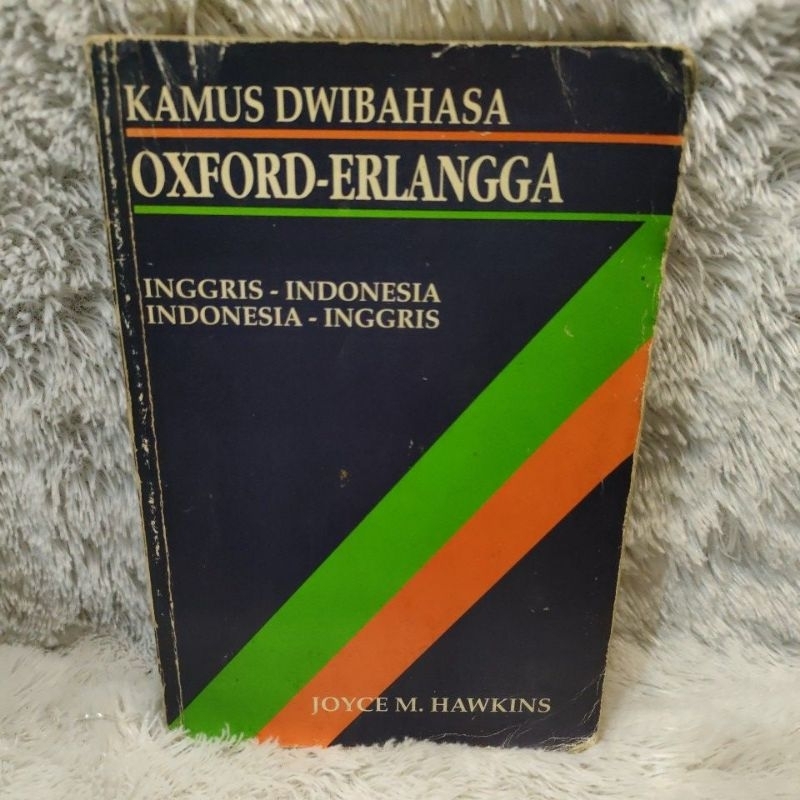 KAMUS DWIBAHASA
OXFORD-ERLANGGA
INGGRIS - INDONESIA
INDONESIA - INGGRIS
JOYCE M. HAWKINS